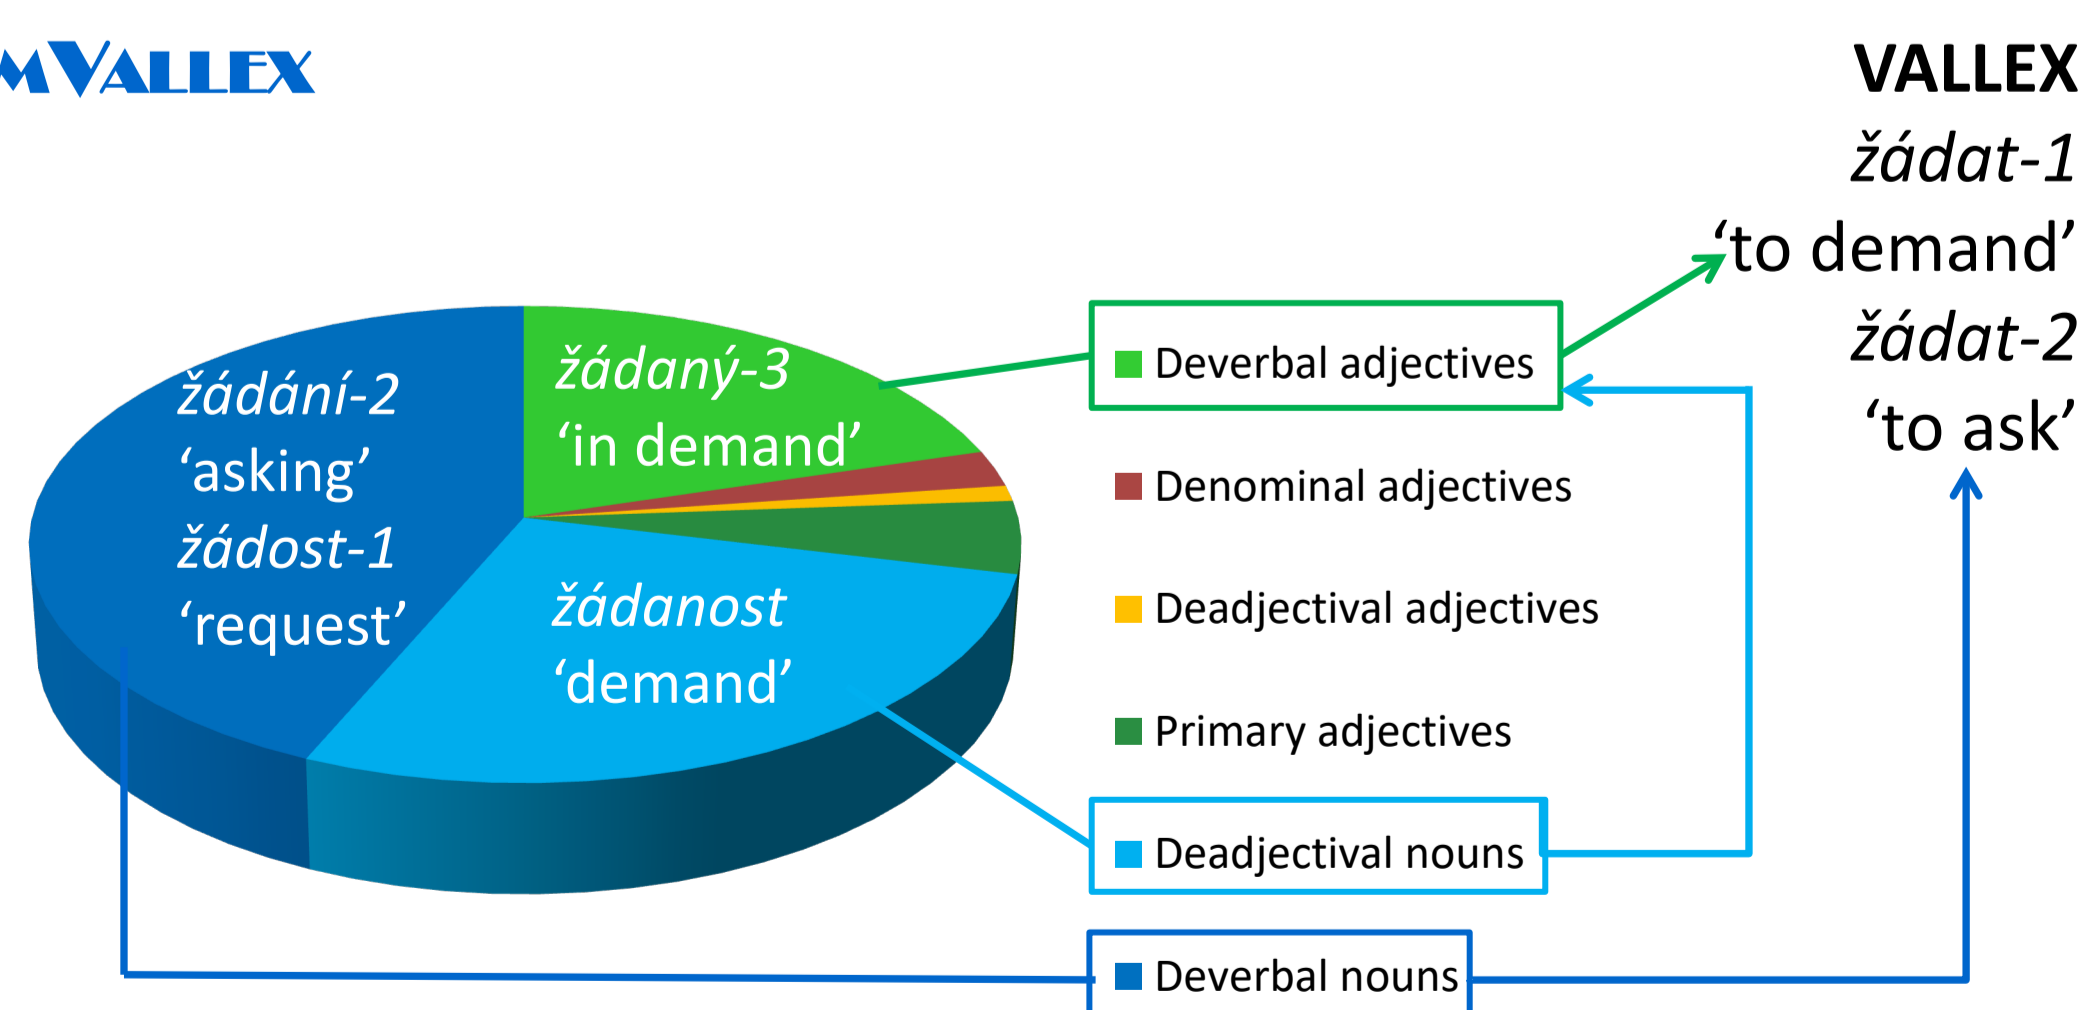 MVALLEX
VALLEX
žádat-1
‘to demand’
žádat-2
‘to ask’
žádání-2
‘asking’
žádost-1
‘request’
žádaný-3
‘in demand’
žádanost
‘demand’
Deverbal adjectives
Denominal adjectives
Deadjectival adjectives
Primary adjectives
Deadjectival nouns
Deverbal nouns